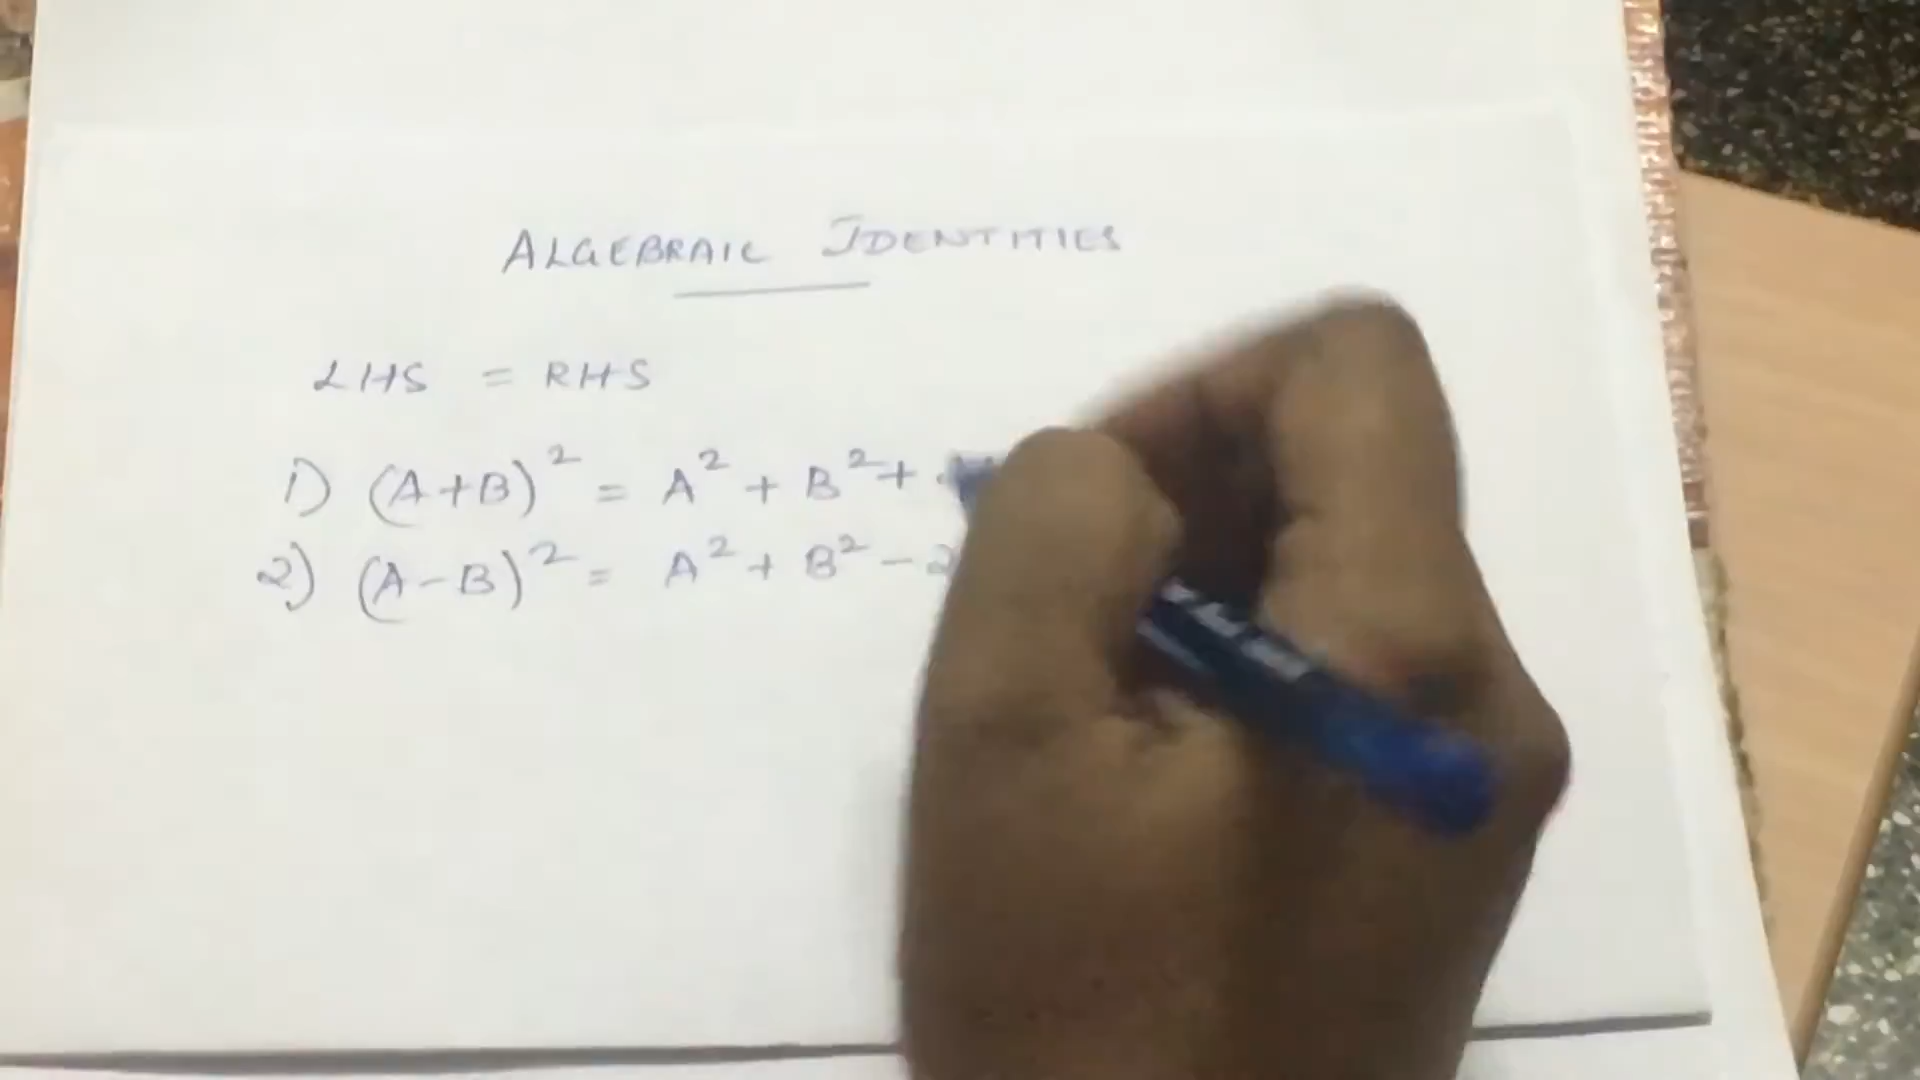 ALGEBRAIC IDENTITIES
LHS = RHS
1) (A+B)² = A² + B² +
2) (A-B)² = A² + B² - 2